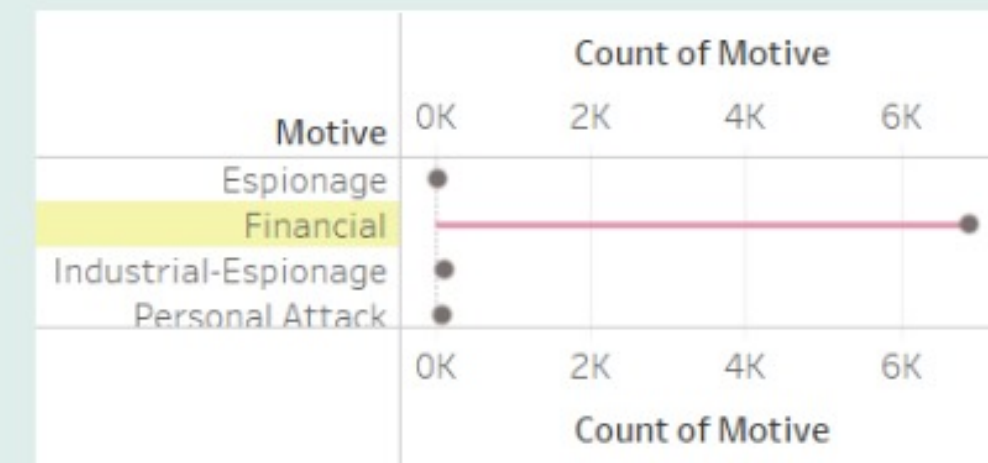 Count of Motive
Motive 0K 2K 4K 6K
Espionage
Financial
Industrial-Espionage
Personal Attack
0K 2K 4K 6K
Count of Motive